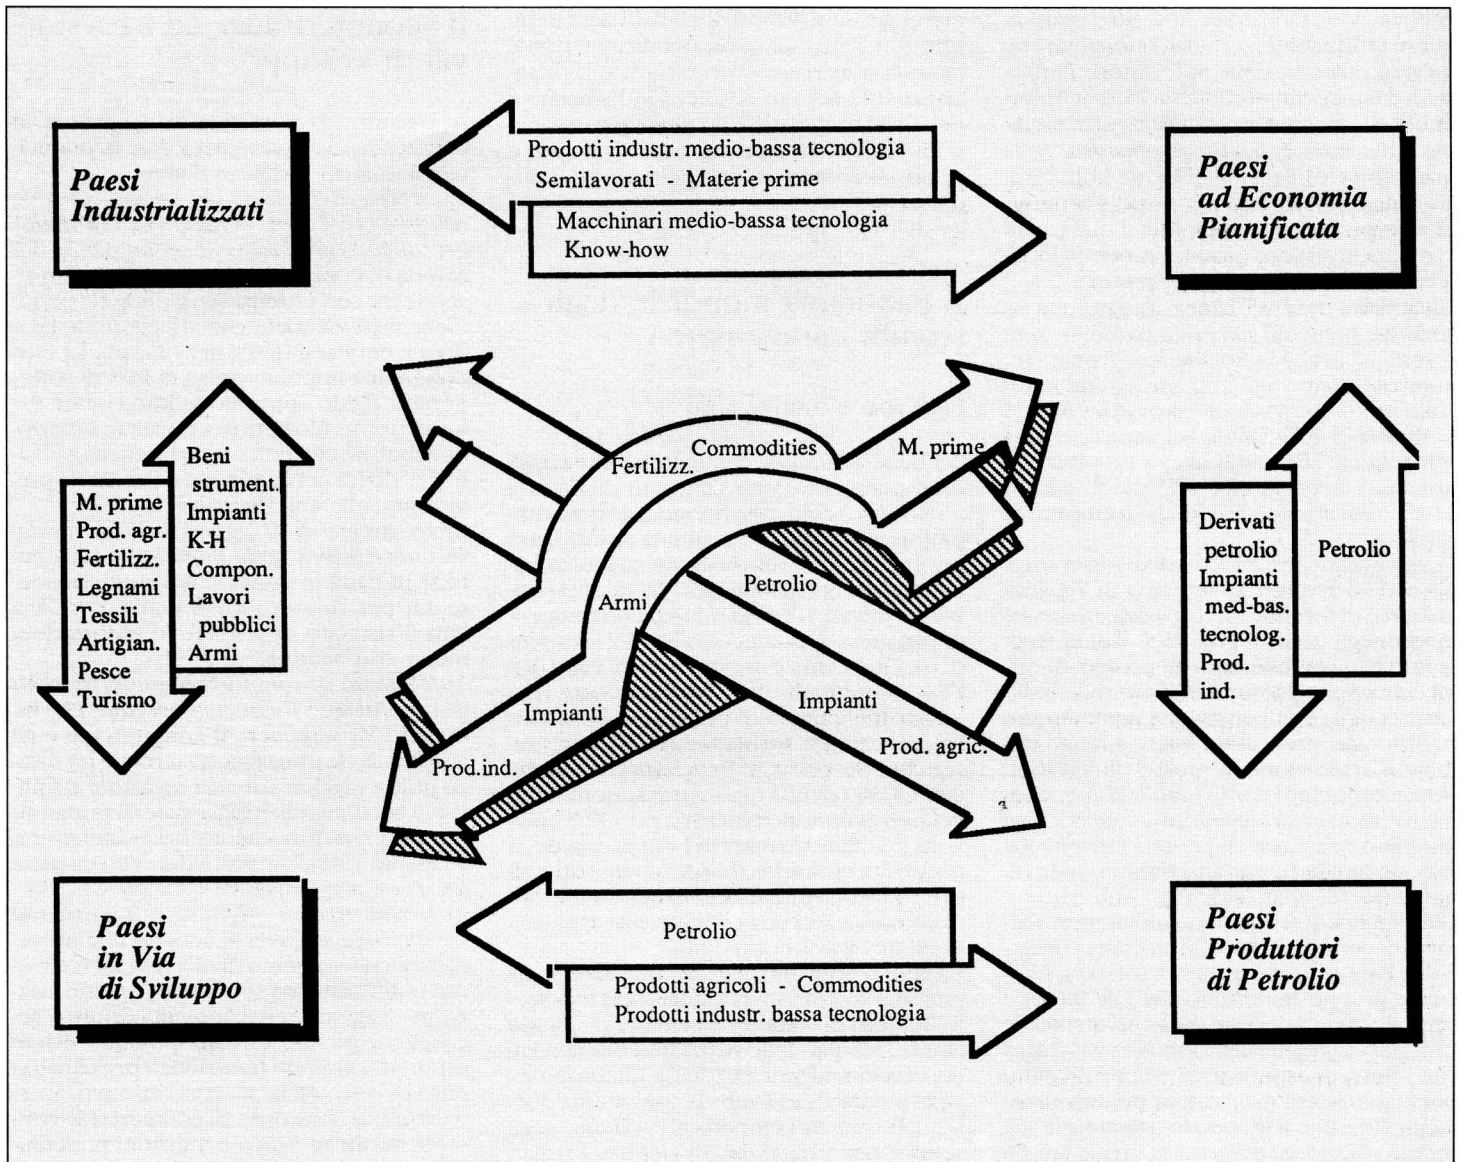 Paesi
Industrializzati
Prodotti industr. medio-bassa tecnologia
Semilavorati - Materie prime
Macchinari medio-bassa tecnologia
Know-how
Paesi
ad Economia
Pianificata
M. prime
Prod. agr.
Fertilizz.
Legnami
Tessili
Artigian.
Pesce
Turismo
Beni
strument.
Impianti
K-H
Compon.
Lavori
pubblici
Armi
Fertilizz.
Commodities
M. prime
Armi
Impianti
Prod.ind.
Petrolio
Impianti
Prod. agric.
Derivati
petrolio
Impianti
med-bas.
tecnolog.
Prod.
ind.
Petrolio
Paesi
in Via
di Sviluppo
Petrolio
Prodotti agricoli - Commodities
Prodotti industr. bassa tecnologia
Paesi
Produttori
di Petrolio